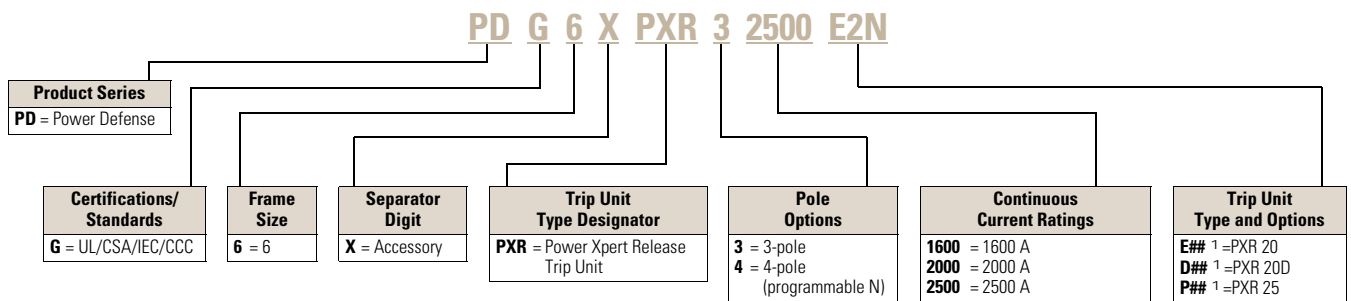 PD G 6 X PXR 3 2500 E2N
Product Series
PD = Power Defense
Certifications/
Standards
G = UL/CSA/IEC/CCC
Frame
Size
6 = 6
Separator
Digit
X = Accessory
Trip Unit
Type Designator
PXR = Power Xpert Release
Trip Unit
Pole
Options
3 = 3-pole
4 = 4-pole
(programmable N)
Continuous
Current Ratings
1600 = 1600 A
2000 = 2000 A
2500 = 2500 A
Trip Unit
Type and Options
E## ¹ =PXR 20
D## ¹ =PXR 20D
P## ¹ =PXR 25